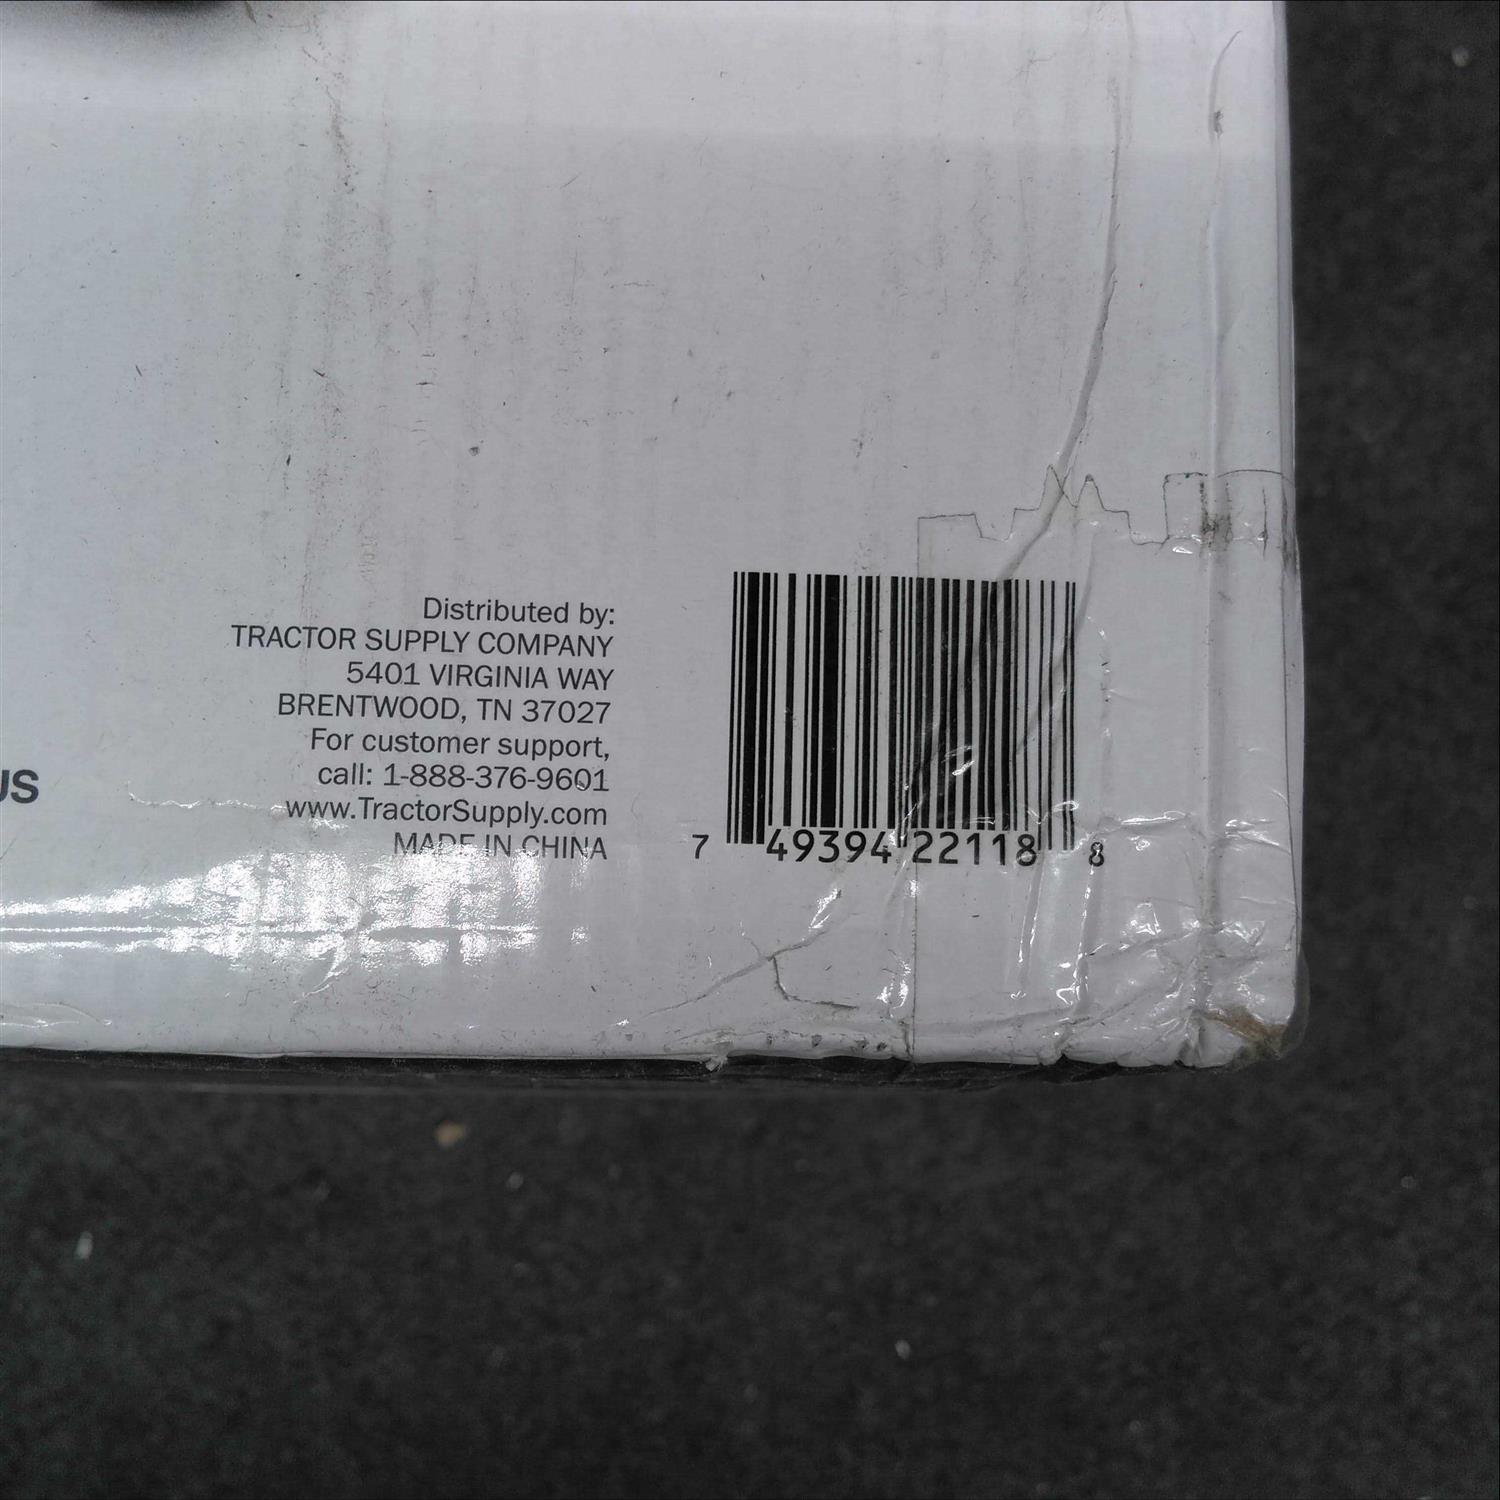 Distributed by:
TRACTOR SUPPLY COMPANY
5401 VIRGINIA WAY
BRENTWOOD, TN 37027
For customer support,
call: 1-888-376-9601
www.TractorSupply.com
MADE IN CHINA
7 49394 22118 8